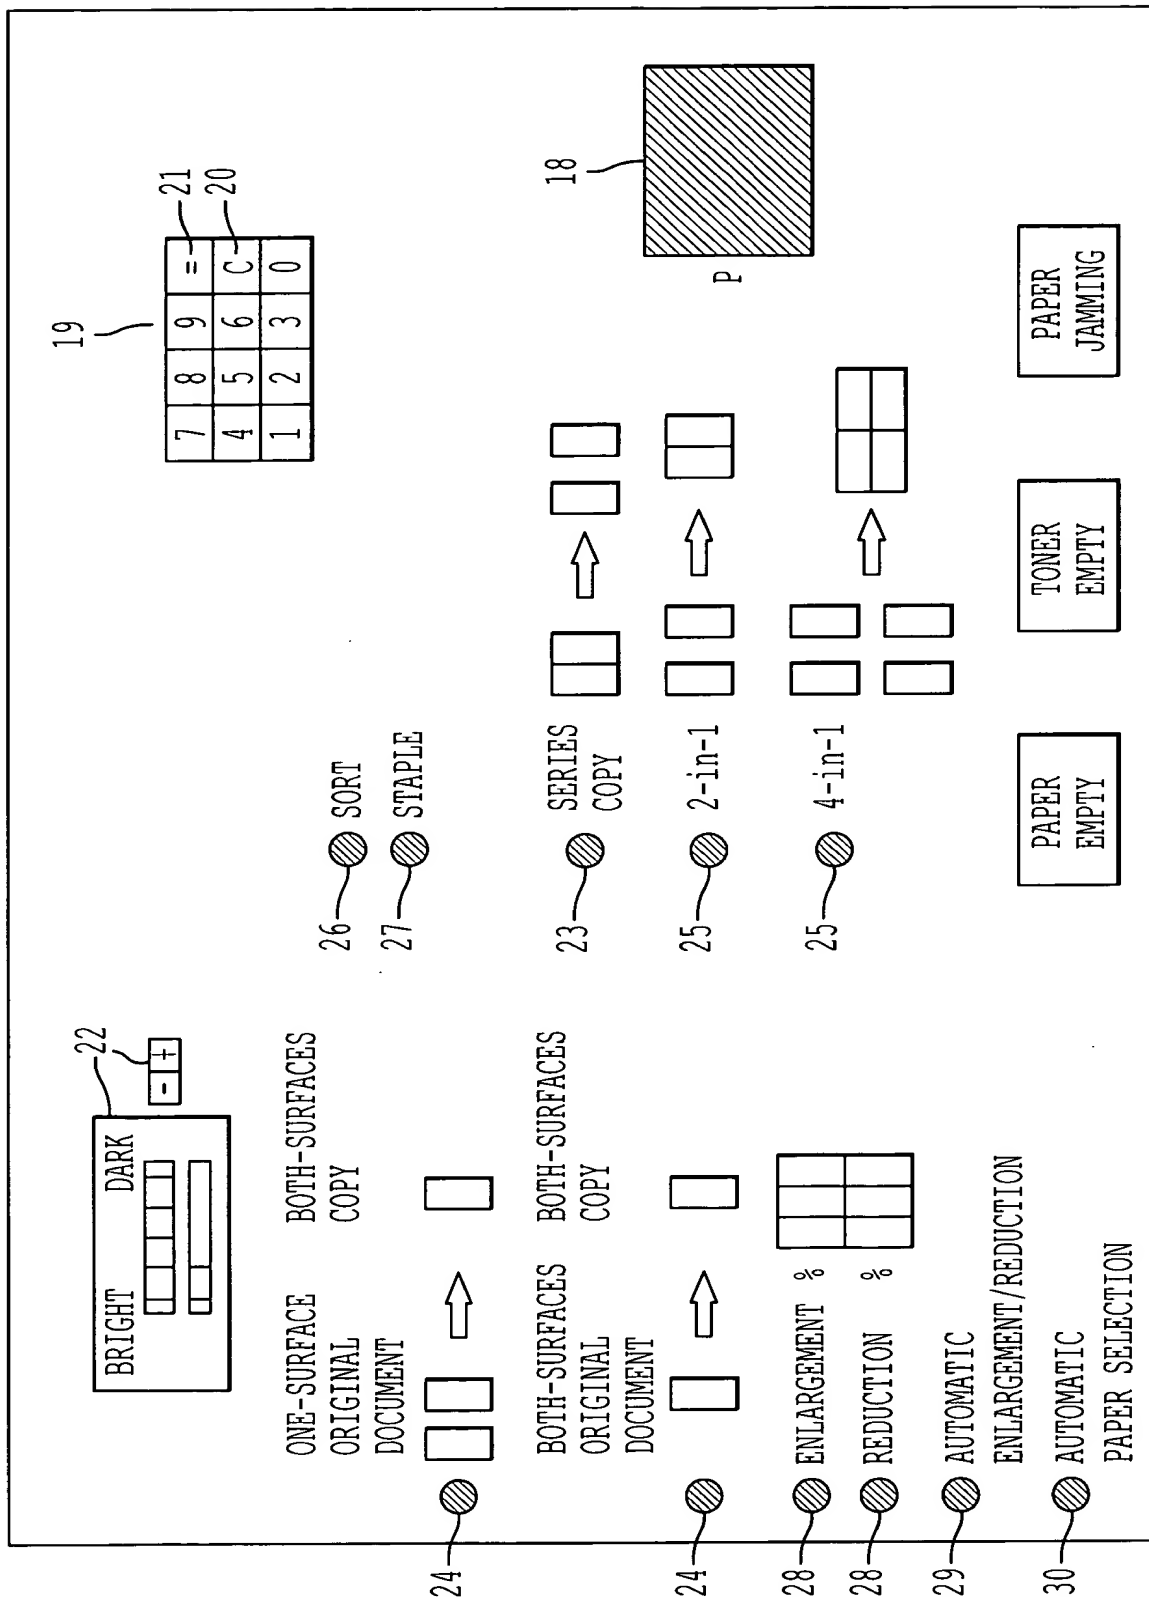 19
22
BRIGHT DARK
- +
7 8 9 =
21
4 5 6 C
20
1 2 3 0
ONE-SURFACE
ORIGINAL
DOCUMENT
BOTH-SURFACES
COPY
24
26
SORT
27
STAPLE
BOTH-SURFACES
ORIGINAL
DOCUMENT
BOTH-SURFACES
COPY
24
23
SERIES
COPY
18
25
2-in-1
P
28
ENLARGEMENT %
25
4-in-1
28
REDUCTION %
29
AUTOMATIC
ENLARGEMENT/REDUCTION
30
AUTOMATIC
PAPER SELECTION
PAPER
EMPTY
TONER
EMPTY
PAPER
JAMMING